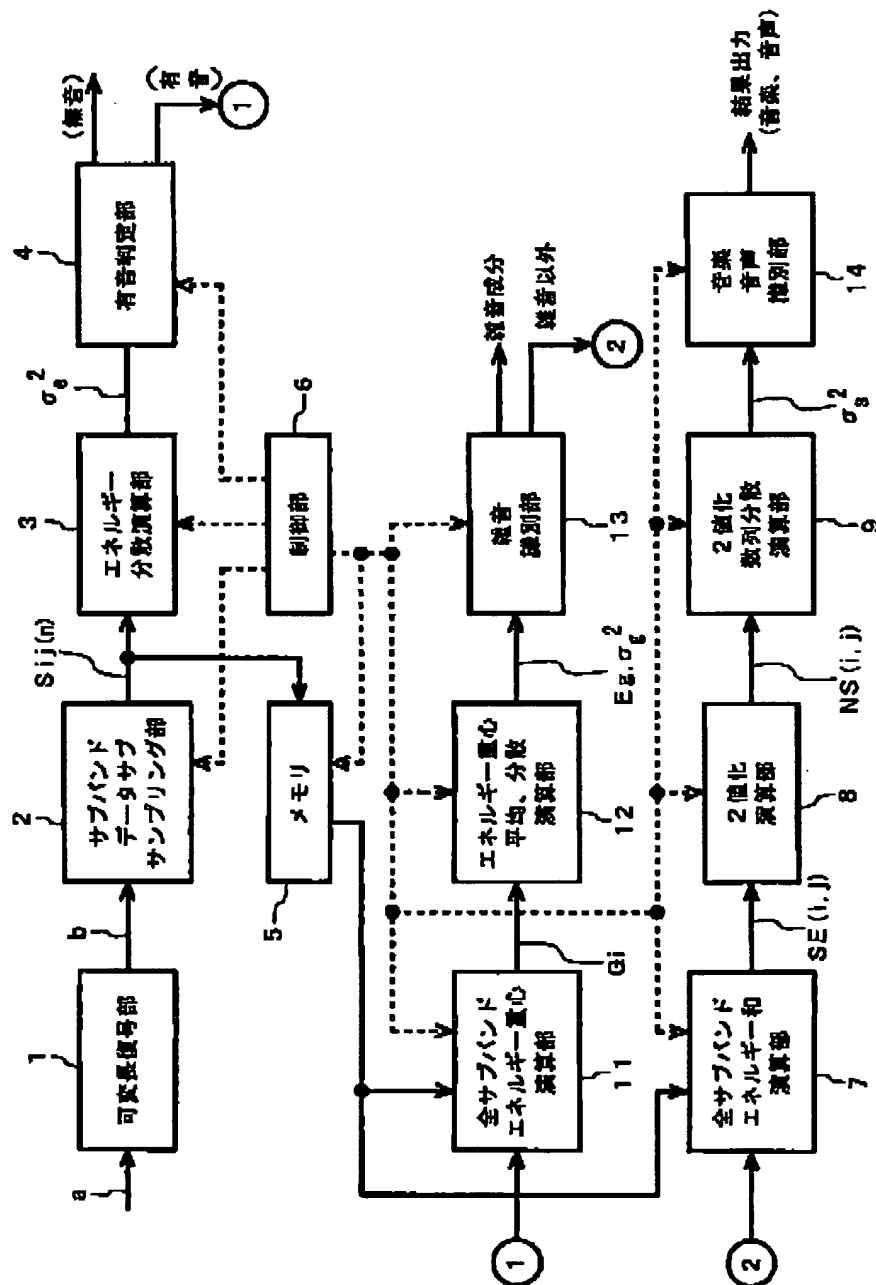 a
1
可変長復号部
b
2
サブバンド
データサブ
サンプリング部
Sij(n)
3
エネルギー
分散演算部
σe²
4
有音判定部
(無音)
(有音)
1
5
メモリ
6
制御部
1
全サブバンド
エネルギー重心
演算部
11
Gi
エネルギー重心
平均、分散
演算部
12
Eg,σg²
雑音
識別部
13
雑音成分
雑音以外
2
2
全サブバンド
エネルギー和
演算部
7
SE(i,j)
2値化
演算部
8
NS(i,j)
2値化
数列分散
演算部
9
σs²
音楽
音声
識別部
14
結果出力
(音楽、音声)